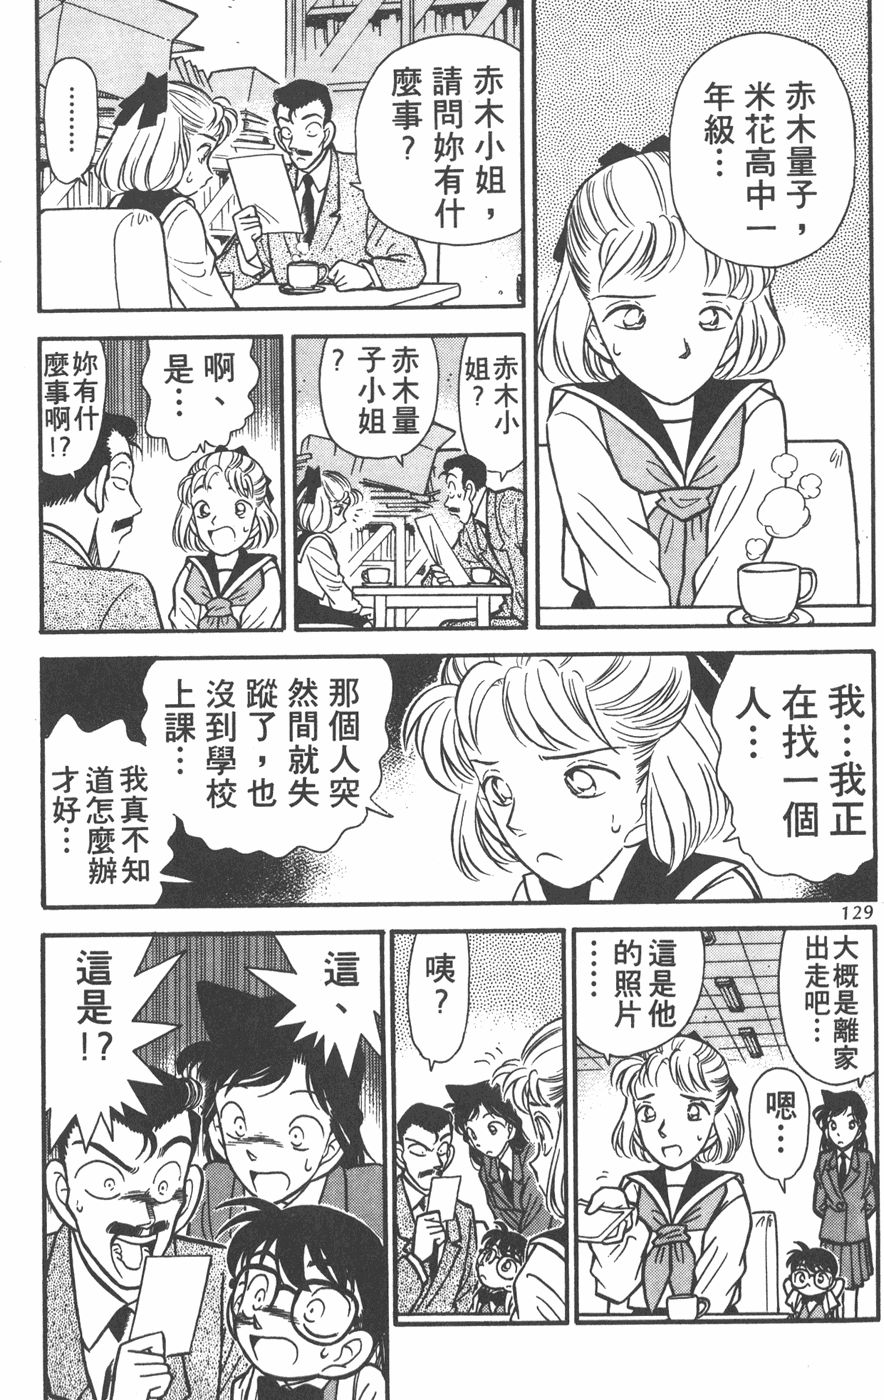 赤木量子，
米花高中一
年級…
赤木小姐，
請問妳有什
麼事？
………
赤木小
姐？
赤木量
子小姐
？
啊、
是…
妳有什
麼事啊!?
我…我正
在找一個
人…
那個人突
然間就失
蹤了，也
沒到學校
上課…
我真不知
道怎麼辦
才好…
129
大概是離家
出走吧…
嗯…
這是他
的照片
……
咦？
這、
這是!?